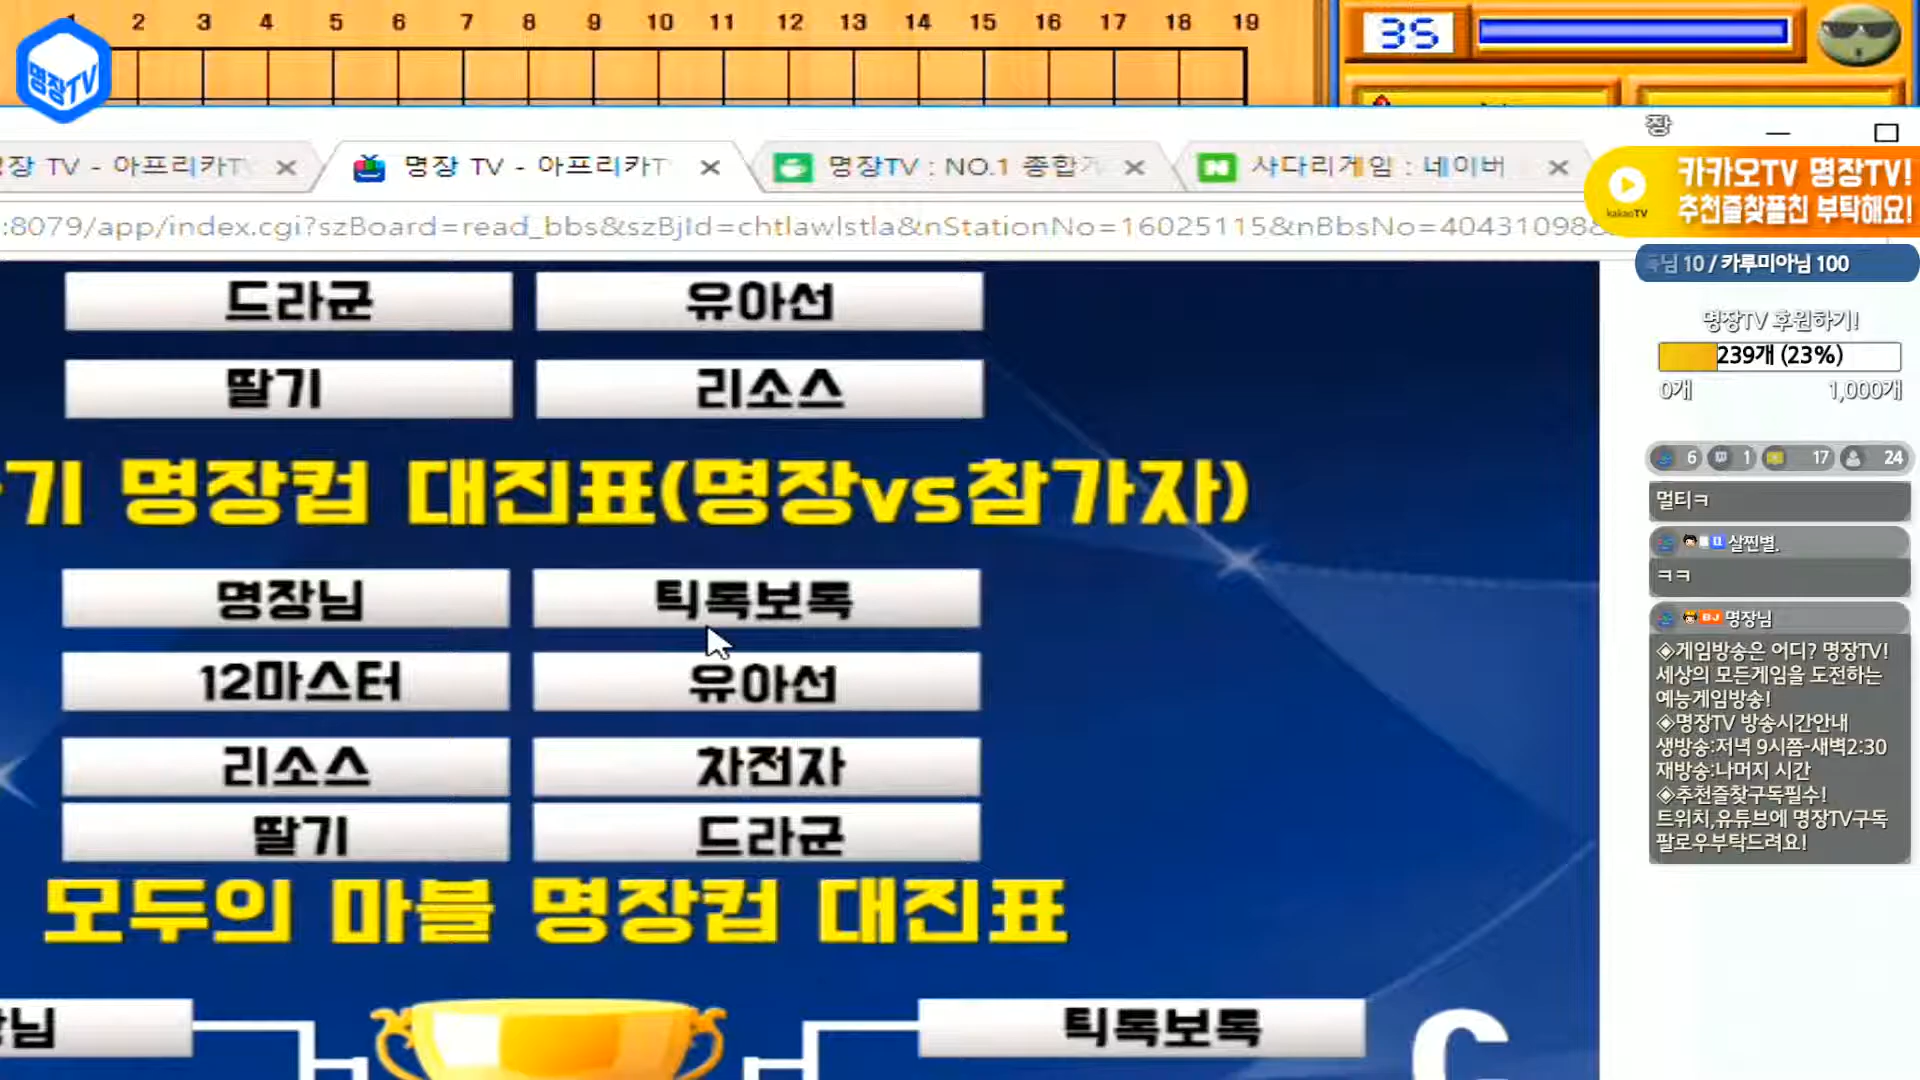 2 3 4 5 6 7 8 9 10 11 12 13 14 15 16 17 18 19
35
명장TV
장 TV - 아프리카T
명장 TV - 아프리카T
명장TV : NO.1 종합
사다리게임 : 네이버
:8079/app/index.cgi?szBoard=read_bbs&szBjId=chtlawlstla&nStationNo=16025115&nBbsNo=40431098
카카오TV 명장TV!
추천즐찾플친 부탁해요!
kakaoTV
님 10 / 카루미아님 100
명장TV 후원하기!
239개 (23%)
0개 1,000개
6 1 17 24
멀티ㅋ
살찐별.
ㅋㅋ
BJ 명장님
◈게임방송은 어디? 명장TV!
세상의 모든게임을 도전하는
예능게임방송!
◈명장TV 방송시간안내
생방송:저녁 9시쯤-새벽2:30
재방송:나머지 시간
◈추천즐찾구독필수!
트위치,유튜브에 명장TV구독
팔로우부탁드려요!
드라군 유아선
딸기 리소스
기 명장컵 대진표(명장vs참가자)
명장님 틱톡보톡
12마스터 유아선
리소스 차전자
딸기 드라군
모두의 마블 명장컵 대진표
장님 틱톡보톡